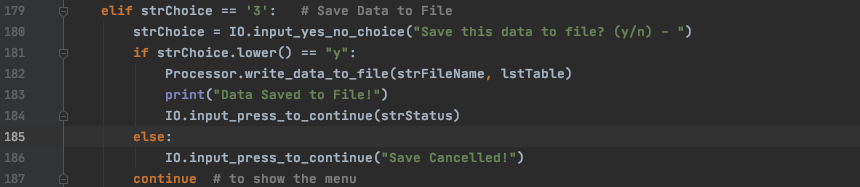 179 elif strChoice == '3':   # Save Data to File
180 strChoice = IO.input_yes_no_choice("Save this data to file? (y/n) - ")
181 if strChoice.lower() == "y":
182 Processor.write_data_to_file(strFileName, lstTable)
183 print("Data Saved to File!")
184 IO.input_press_to_continue(strStatus)
185 else:
186 IO.input_press_to_continue("Save Cancelled!")
187 continue  # to show the menu